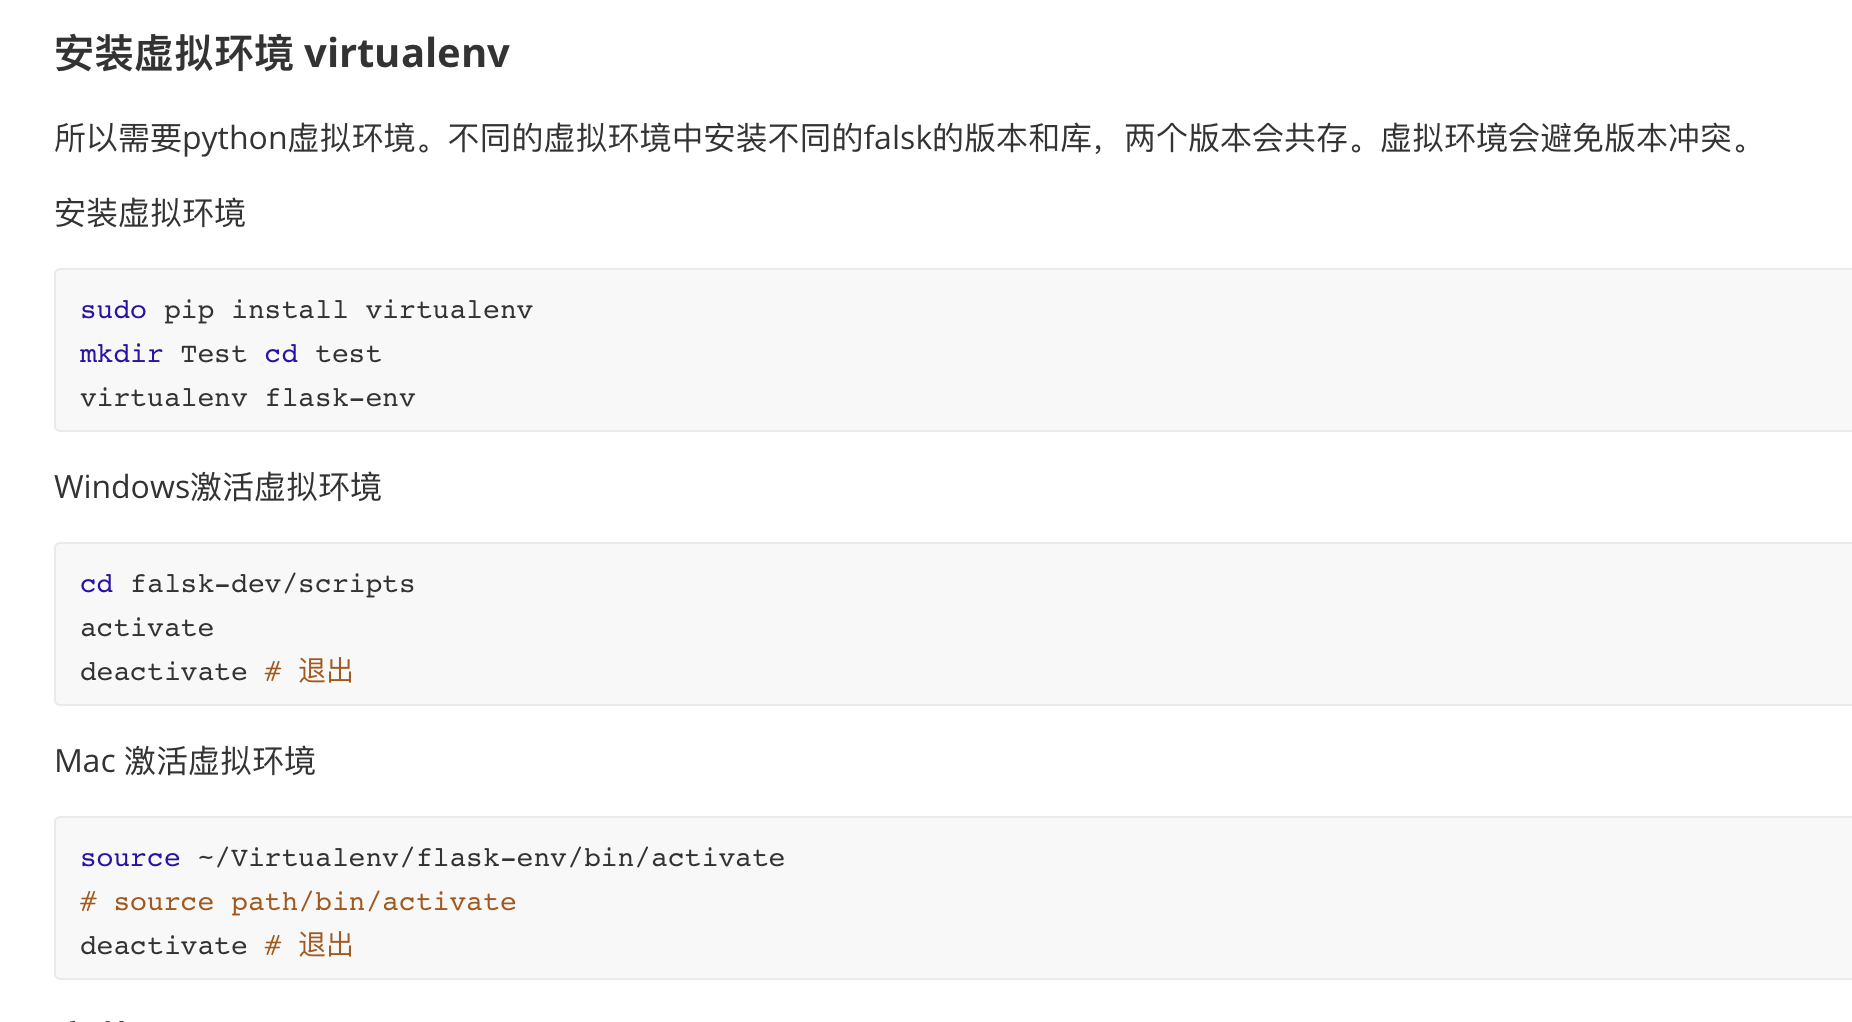 安装虚拟环境 virtualenv
所以需要python虚拟环境。不同的虚拟环境中安装不同的falsk的版本和库，两个版本会共存。虚拟环境会避免版本冲突。
安装虚拟环境
sudo pip install virtualenv
mkdir Test cd test
virtualenv flask-env
Windows激活虚拟环境
cd falsk-dev/scripts
activate
deactivate # 退出
Mac 激活虚拟环境
source ~/Virtualenv/flask-env/bin/activate
# source path/bin/activate
deactivate # 退出